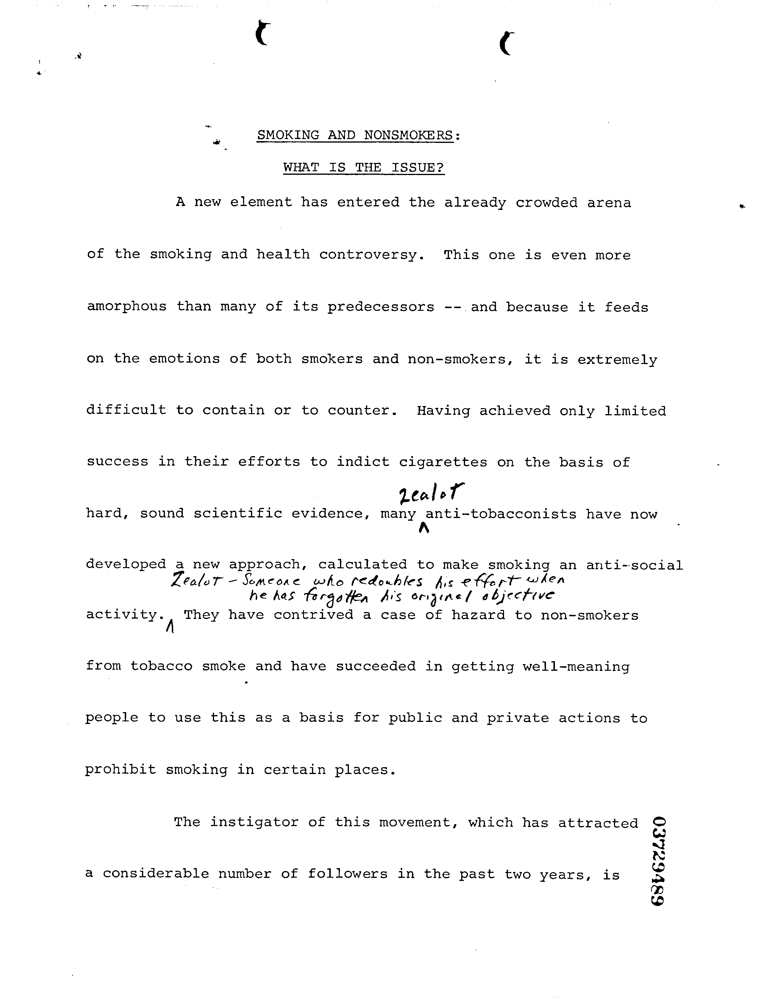 SMOKING AND NONSMOKERS:
WHAT IS THE ISSUE?
A new element has entered the already crowded arena
of the smoking and health controversy. This one is even more
amorphous than many of its predecessors -- and because it feeds
on the emotions of both smokers and non-smokers, it is extremely
difficult to contain or to counter. Having achieved only limited
success in their efforts to indict cigarettes on the basis of
zealot
hard, sound scientific evidence, many anti-tobacconists have now
developed a new approach, calculated to make smoking an anti-social
Zealot - Someone who redoubles his effort when
he has forgotten his original objective
activity. They have contrived a case of hazard to non-smokers
from tobacco smoke and have succeeded in getting well-meaning
people to use this as a basis for public and private actions to
prohibit smoking in certain places.
The instigator of this movement, which has attracted
a considerable number of followers in the past two years, is
03729489